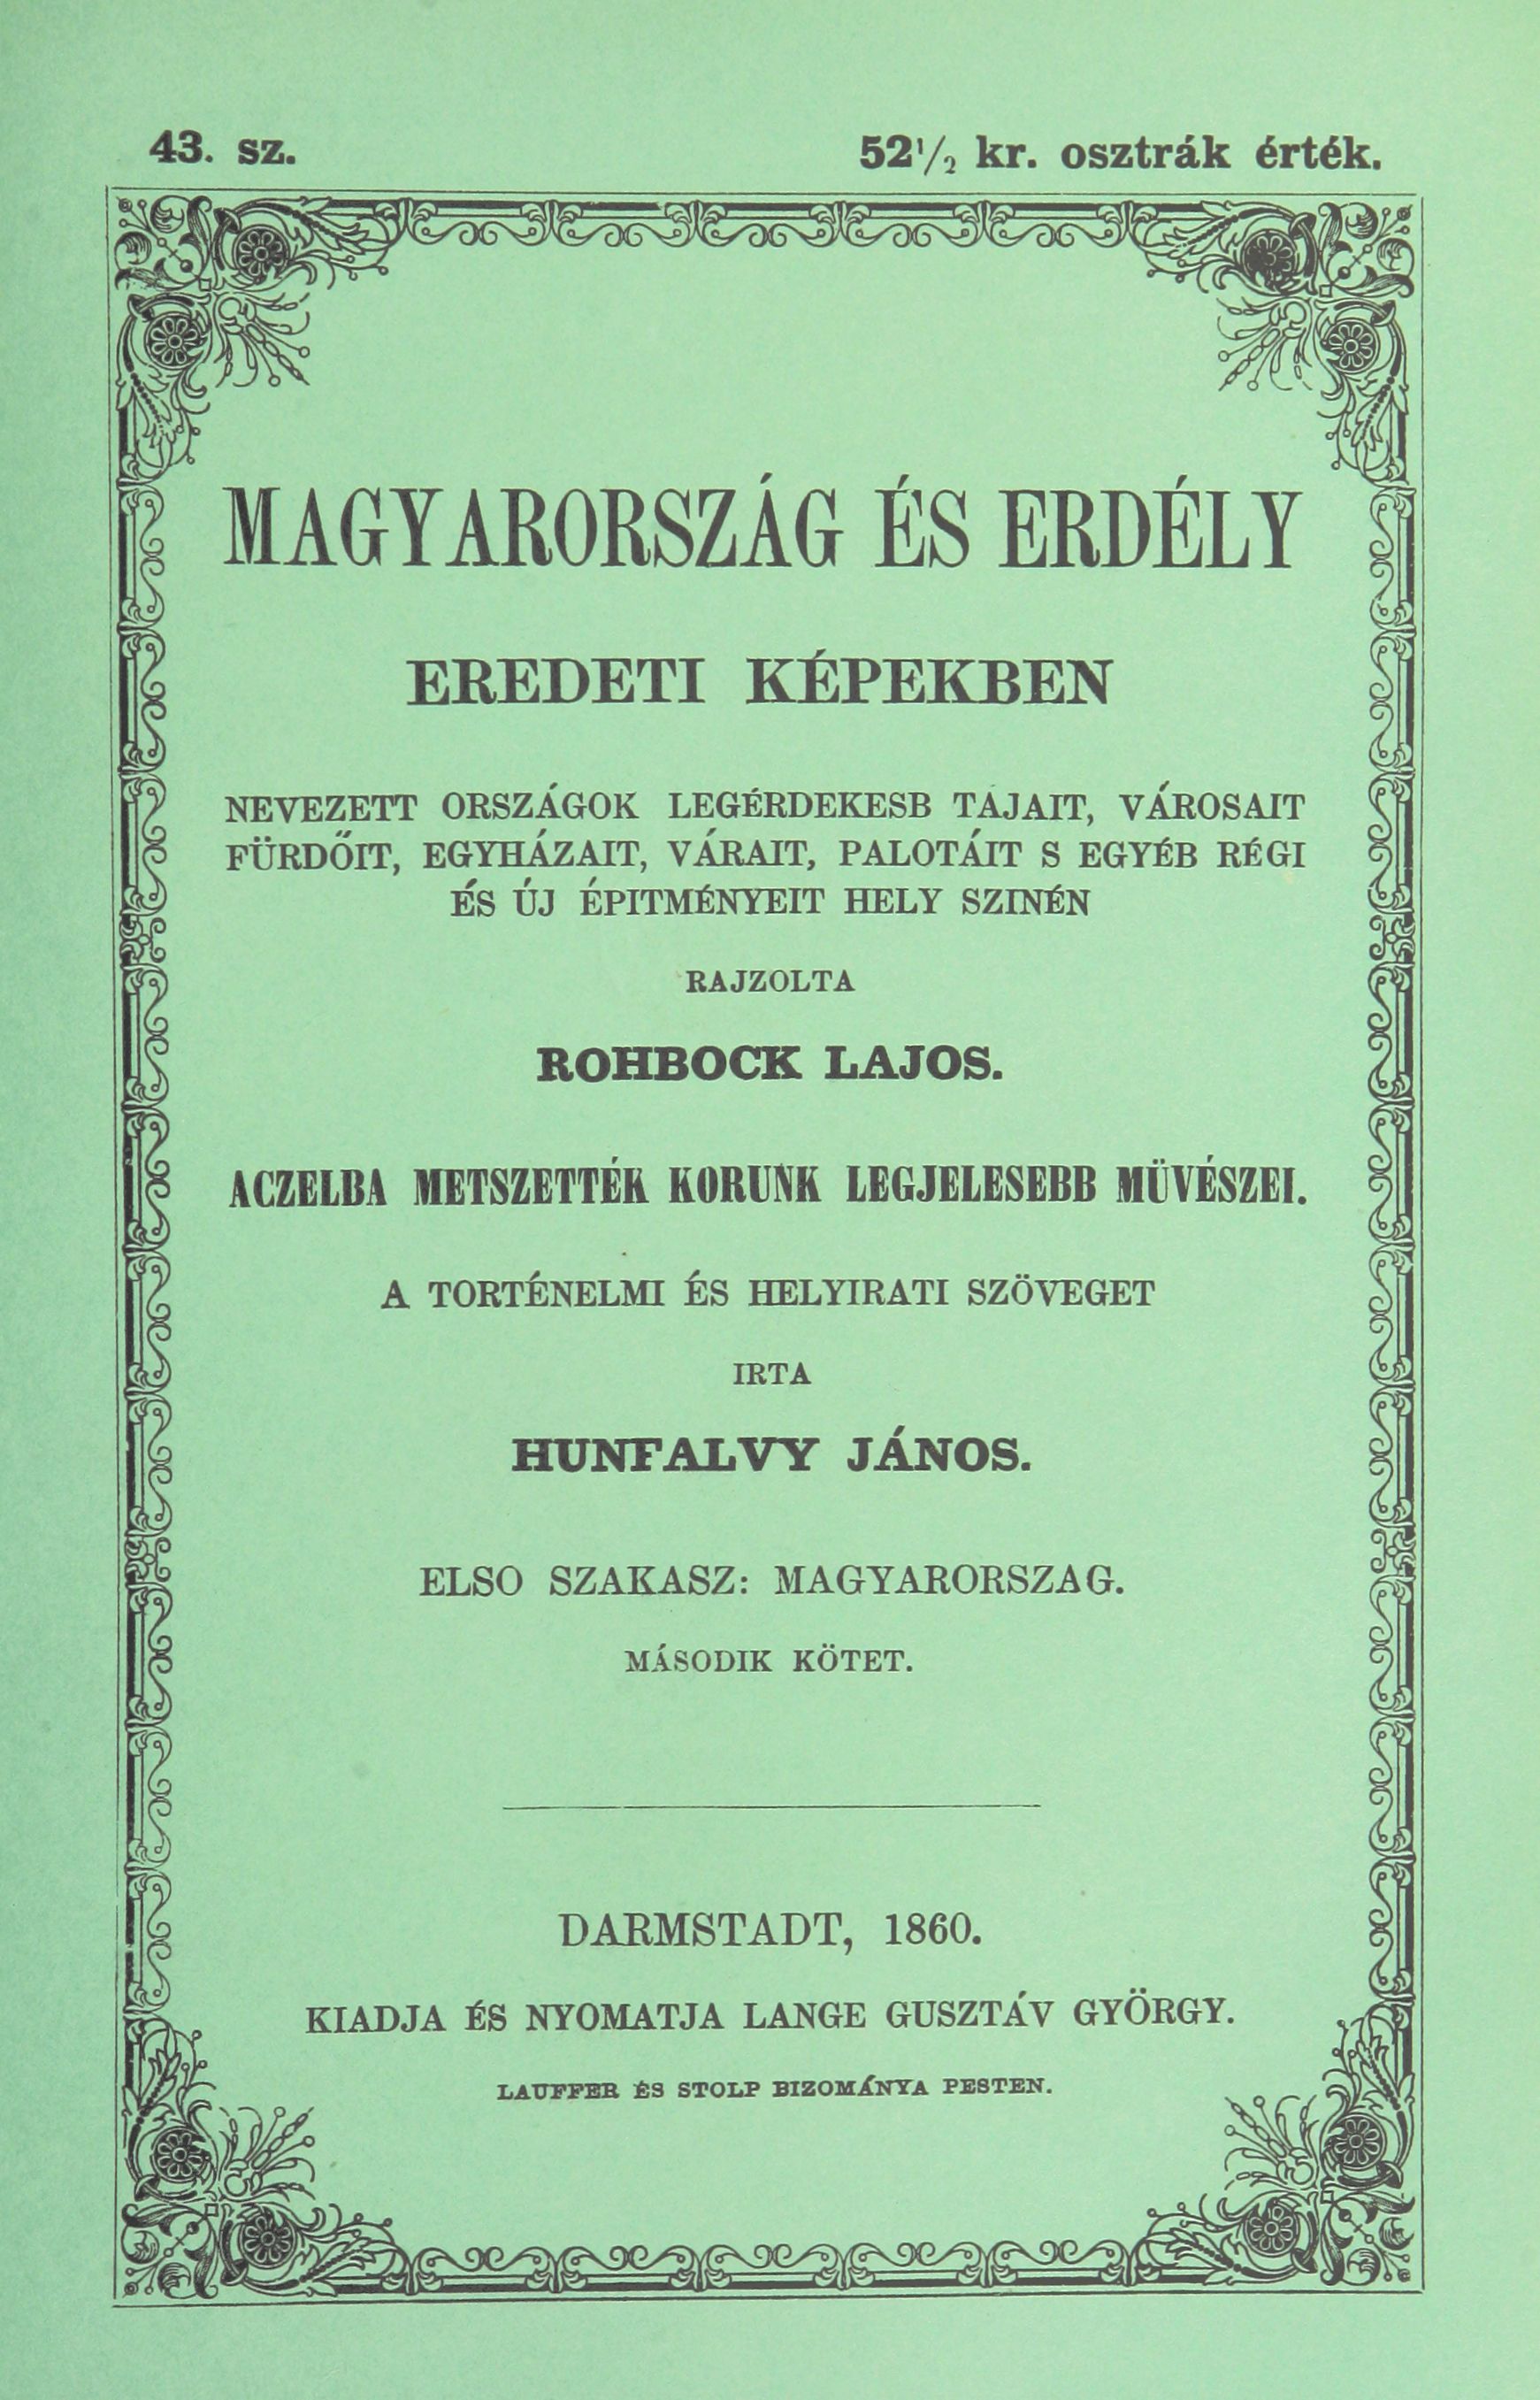 43. sz.
52 1/2 kr. osztrák érték.
MAGYARORSZÁG ÉS ERDÉLY
EREDETI KÉPEKBEN
NEVEZETT ORSZÁGOK LEGÉRDEKESB TÁJAIT, VÁROSAIT
FÜRDŐIT, EGYHÁZAIT, VÁRAIT, PALOTÁIT S EGYÉB RÉGI
ÉS ÚJ ÉPITMÉNYEIT HELY SZINÉN
RAJZOLTA
ROHBOCK LAJOS.
ACZELBA METSZETTÉK KORUNK LEGJELESEBB MÜVÉSZEI.
A TORTÉNELMI ÉS HELYIRATI SZÖVEGET
IRTA
HUNFALVY JÁNOS.
ELSO SZAKASZ: MAGYARORSZAG.
MÁSODIK KÖTET.
DARMSTADT, 1860.
KIADJA ÉS NYOMATJA LANGE GUSZTÁV GYÖRGY.
LAUFFER ÉS STOLP BIZOMÁNYA PESTEN.